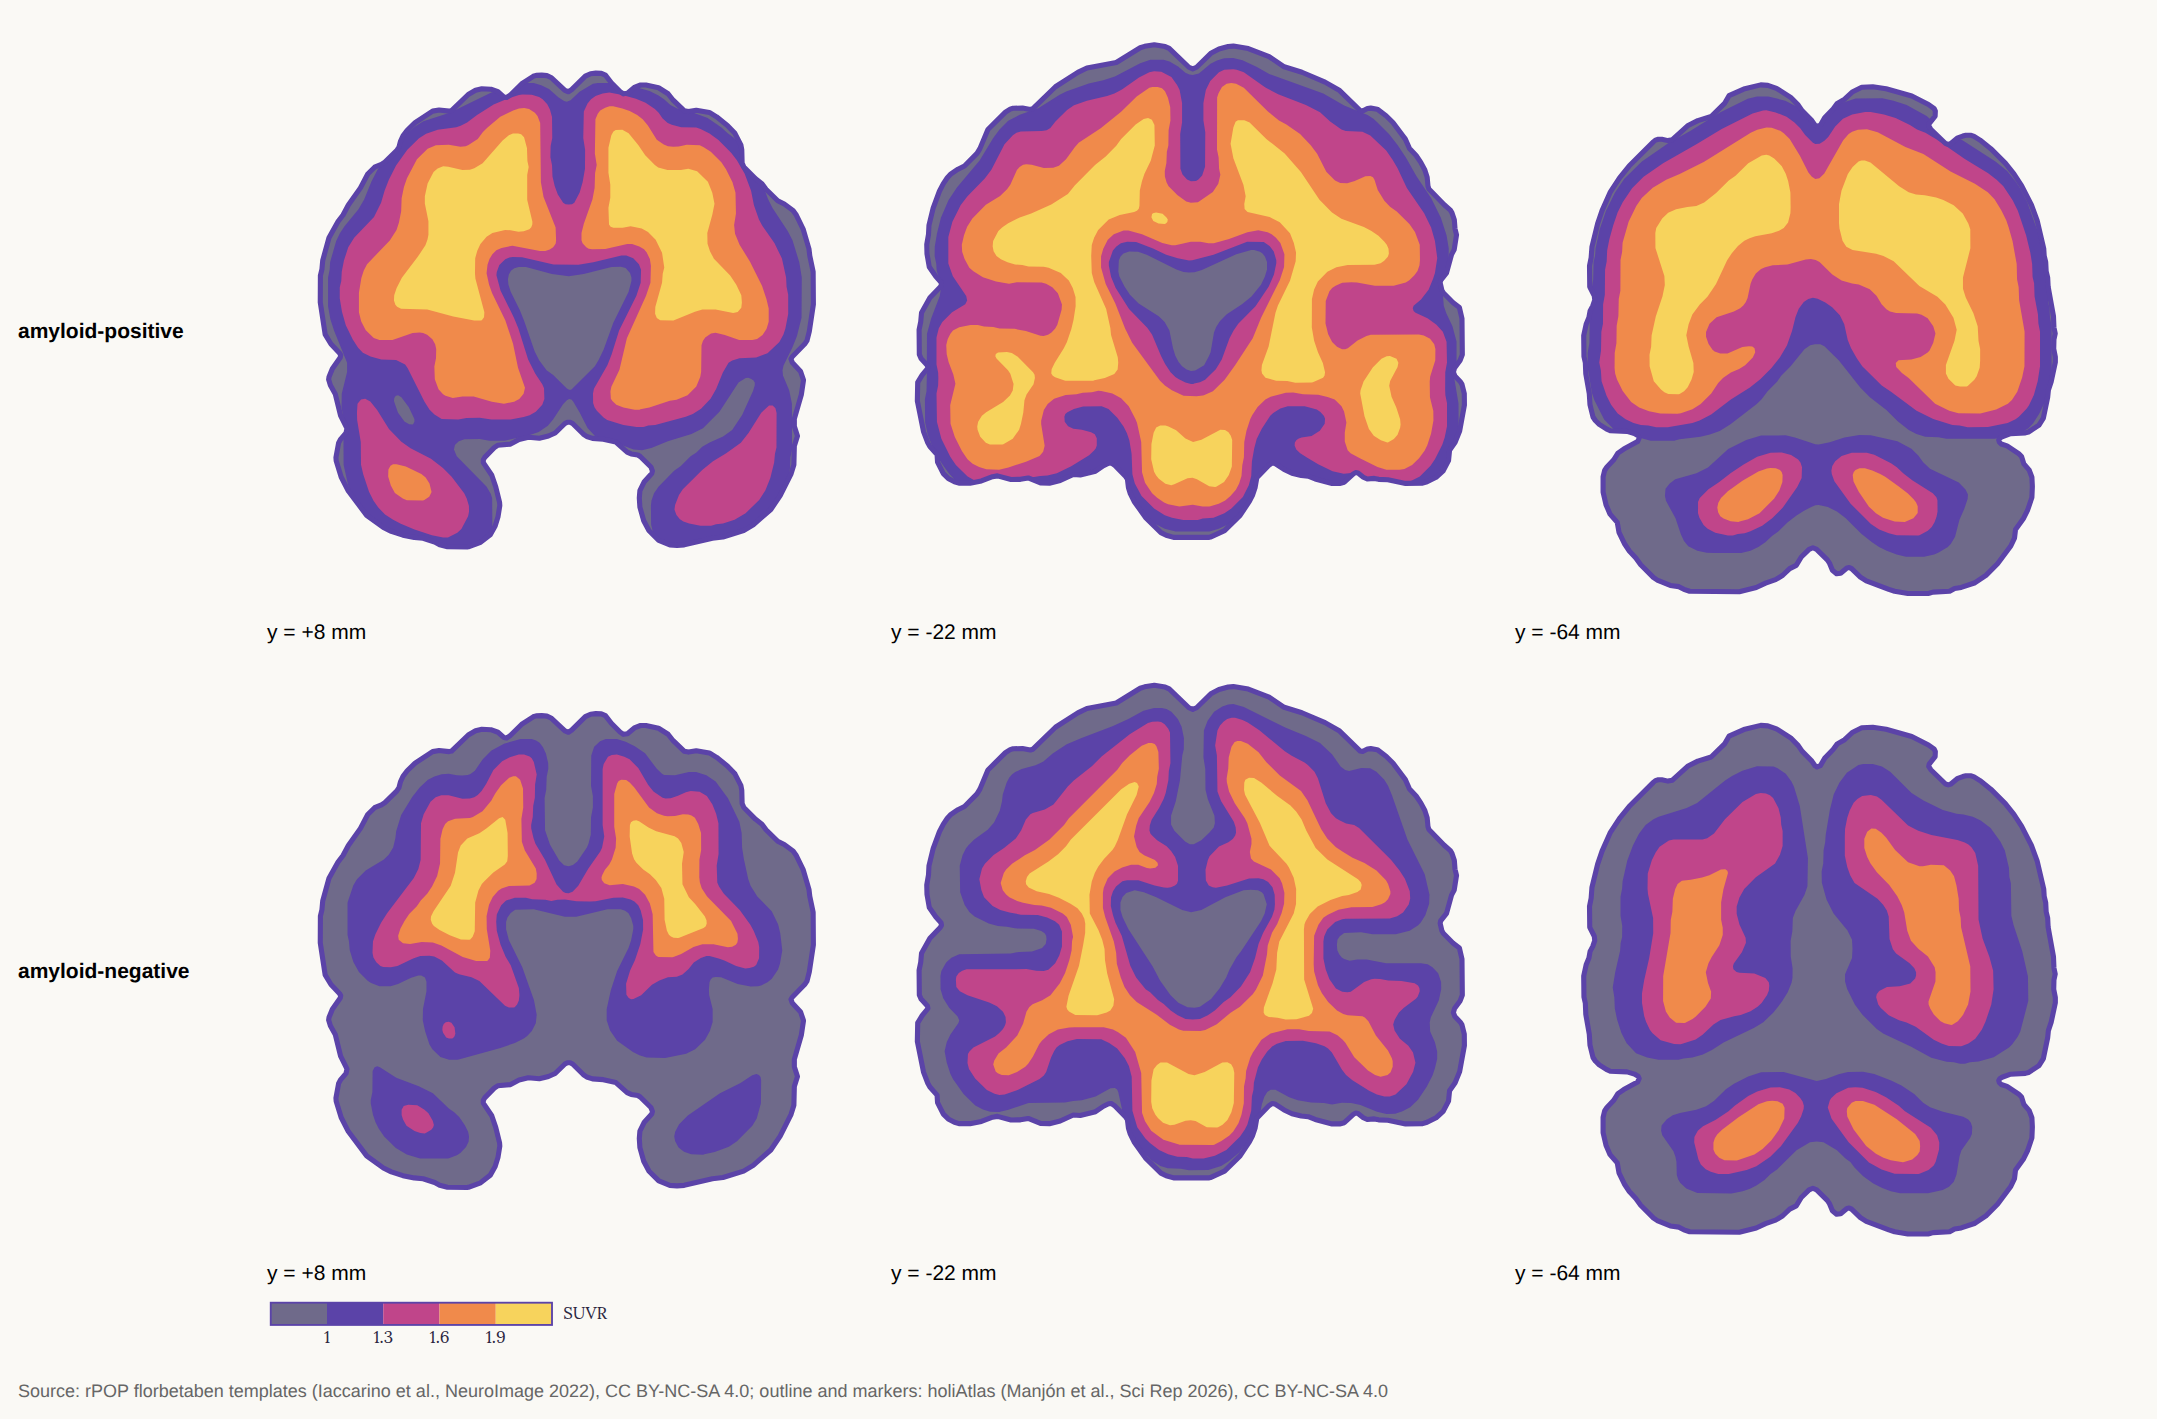 amyloid-positive
y = +8 mm
y = -22 mm
y = -64 mm
amyloid-negative
y = +8 mm
y = -22 mm
y = -64 mm
SUVR
1 1.3 1.6 1.9
Source: rPOP florbetaben templates (Iaccarino et al., NeuroImage 2022), CC BY-NC-SA 4.0; outline and markers: holiAtlas (Manjón et al., Sci Rep 2026), CC BY-NC-SA 4.0